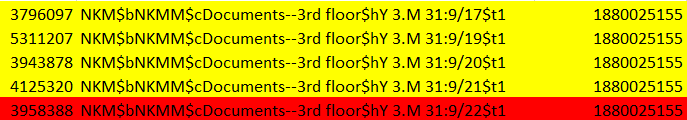 3796097 NKM$bNKMM$cDocuments--3rd floor$hY 3.M 31:9/17$t1 1880025155
5311207 NKM$bNKMM$cDocuments--3rd floor$hY 3.M 31:9/19$t1 1880025155
3943878 NKM$bNKMM$cDocuments--3rd floor$hY 3.M 31:9/20$t1 1880025155
4125320 NKM$bNKMM$cDocuments--3rd floor$hY 3.M 31:9/21$t1 1880025155
3958388 NKM$bNKMM$cDocuments--3rd floor$hY 3.M 31:9/22$t1 1880025155